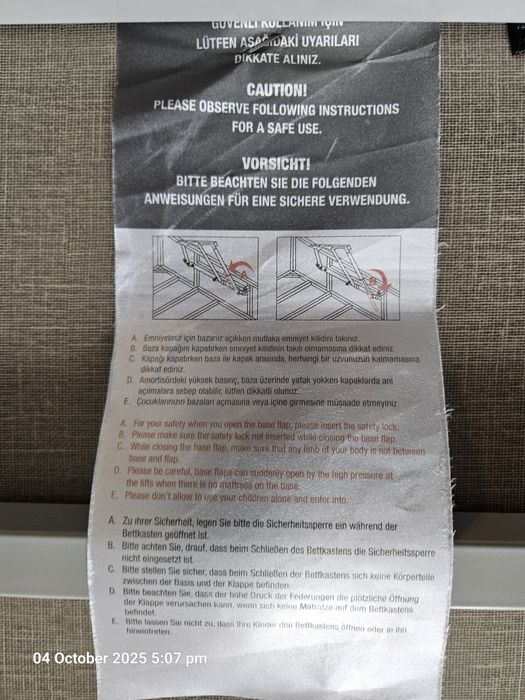 GÜVENLİ KULLANIM İÇİN
LÜTFEN AŞAĞIDAKİ UYARILARI
DİKKATE ALINIZ.
CAUTION!
PLEASE OBSERVE FOLLOWING INSTRUCTIONS
FOR A SAFE USE.
VORSICHT!
BITTE BEACHTEN SIE DIE FOLGENDEN
ANWEISUNGEN FÜR EINE SICHERE VERWENDUNG.
A
B
A. Emniyetiniz için bazanız açıkken mutlaka emniyet kilidini takınız.
B. Baza kapağını kapatırken emniyet kilidinin takılı olmamasına dikkat ediniz.
C. Kapağı kapatırken baza ile kapak arasında, herhangi bir uzvunuzun kalmamasına
dikkat ediniz.
D. Amortisördeki yüksek basınç, baza üzerinde yatak yokken kapaklarda ani
açılmalara sebep olabilir, lütfen dikkatli olunuz.
E. Çocuklarınızın bazaları açmasına veya içine girmesine müsaade etmeyiniz.
A. For your safety when you open the base flap, please insert the safety lock.
B. Please make sure the safety lock not inserted while closing the base flap.
C. While closing the base flap, make sure that any limb of your body is not between
base and flap.
D. Please be careful, base flaps can suddenly open by the high pressure at
the lifts when there is no mattress on the base.
E. Please don't allow to use your children alone and enter into.
A. Zu ihrer Sicherheit, legen Sie bitte die Sicherheitssperre ein während der
Bettkasten geöffnet ist.
B. Bitte achten Sie, drauf, dass beim Schließen des Bettkastens die Sicherheitssperre
nicht eingesetzt ist.
C. Bitte stellen Sie sicher, dass beim Schließen der Bettkastens sich keine Körperteile
zwischen der Basis und der Klappe befinden.
D. Bitte beachten Sie, dass der hohe Druck der Federungen die plötzliche Öffnung
der Klappe verursachen kann, wenn sich keine Matratze auf dem Bettkastens
befindet.
E. Bitte lassen Sie nicht zu, dass Ihre Kinder den Bettkastens öffnen oder in ihn
hineintreten.
04 October 2025 5:07 pm